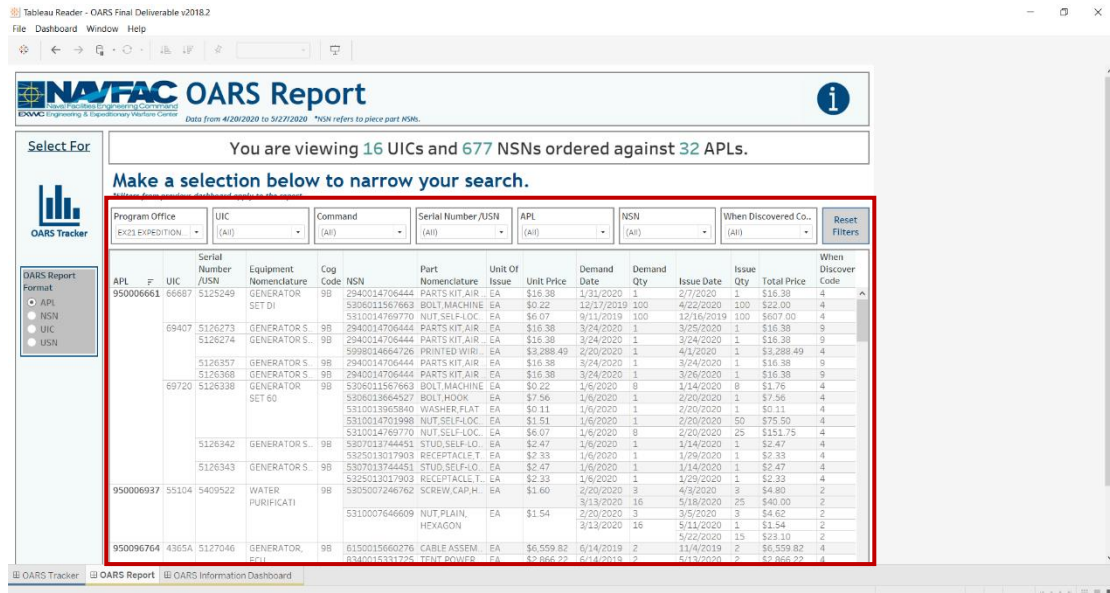 Tableau Reader - OARS Final Deliverable v2018.2
File Dashboard Window Help
NAVFAC
Naval Facilities Engineering Command
EXWC Engineering & Expeditionary Warfare Center
OARS Report
Data from 4/20/2020 to 5/27/2020 *NSN refers to piece part NSNs.
i
Select For
You are viewing 16 UICs and 677 NSNs ordered against 32 APLs.
Make a selection below to narrow your search.
*Filters from previous dashboard apply to the report
OARS Tracker
Program Office UIC Command Serial Number /USN APL NSN When Discovered Co..
EX21 EXPEDITION... (All) (All) (All) (All) (All) (All)
Reset Filters
OARS Report Format
APL
NSN
UIC
USN
APL UIC Serial Number /USN Equipment Nomenclature Cog Code NSN Part Nomenclature Unit Of Issue Unit Price Demand Date Demand Qty Issue Date Issue Qty Total Price When Discover Code
950006661 66687 5125249 GENERATOR SET DI 9B 2940014706444 PARTS KIT,AIR .. EA $16.38 1/31/2020 1 2/7/2020 1 $16.38 4
5306011567663 BOLT,MACHINE EA $0.22 12/17/2019 100 4/22/2020 100 $22.00 4
5310014769770 NUT,SELF-LOC.. EA $6.07 9/11/2019 100 12/16/2019 100 $607.00 4
69407 5126273 GENERATOR S.. 9B 2940014706444 PARTS KIT,AIR .. EA $16.38 3/24/2020 1 3/25/2020 1 $16.38 9
5126274 GENERATOR S.. 9B 2940014706444 PARTS KIT,AIR .. EA $16.38 3/24/2020 1 3/24/2020 1 $16.38 9
5998014664726 PRINTED WIRI.. EA $3,288.49 2/20/2020 1 4/1/2020 1 $3,288.49 4
5126357 GENERATOR S.. 9B 2940014706444 PARTS KIT,AIR .. EA $16.38 3/24/2020 1 3/24/2020 1 $16.38 9
5126368 GENERATOR S.. 9B 2940014706444 PARTS KIT,AIR .. EA $16.38 3/24/2020 1 3/26/2020 1 $16.38 9
69720 5126338 GENERATOR SET 60 9B 5306011567663 BOLT,MACHINE EA $0.22 1/6/2020 8 1/14/2020 8 $1.76 4
5306013664527 BOLT,HOOK EA $7.56 1/6/2020 1 2/20/2020 1 $7.56 4
5310013965840 WASHER,FLAT EA $0.11 1/6/2020 1 2/20/2020 1 $0.11 4
5310014701998 NUT,SELF-LOC.. EA $1.51 1/6/2020 1 2/20/2020 50 $75.50 4
5310014769770 NUT,SELF-LOC.. EA $6.07 1/6/2020 8 2/20/2020 25 $151.75 4
5126342 GENERATOR S.. 9B 5307013744451 STUD,SELF-LO.. EA $2.47 1/6/2020 1 1/14/2020 1 $2.47 4
5325013017903 RECEPTACLE,T.. EA $2.33 1/6/2020 1 1/29/2020 1 $2.33 4
5126343 GENERATOR S.. 9B 5307013744451 STUD,SELF-LO.. EA $2.47 1/6/2020 1 1/14/2020 1 $2.47 4
5325013017903 RECEPTACLE,T.. EA $2.33 1/6/2020 1 1/29/2020 1 $2.33 4
950006937 55104 5409522 WATER PURIFICATI 9B 5305007246762 SCREW,CAP,H.. EA $1.60 2/20/2020 3 4/3/2020 3 $4.80 2
3/13/2020 16 5/18/2020 25 $40.00 2
5310007646609 NUT,PLAIN, HEXAGON EA $1.54 2/20/2020 3 3/5/2020 3 $4.62 2
3/13/2020 16 5/11/2020 1 $1.54 2
5/22/2020 15 $23.10 2
950096764 4365A 5127046 GENERATOR, ECU 9B 6150015660276 CABLE ASSEM.. EA $6,559.82 6/14/2019 2 11/4/2019 2 $6,559.82 4
8340015331725 TENT,POWER.. EA $2,866.22 6/14/2019 2 5/13/2020 2 $2,866.22 4
OARS Tracker OARS Report OARS Information Dashboard